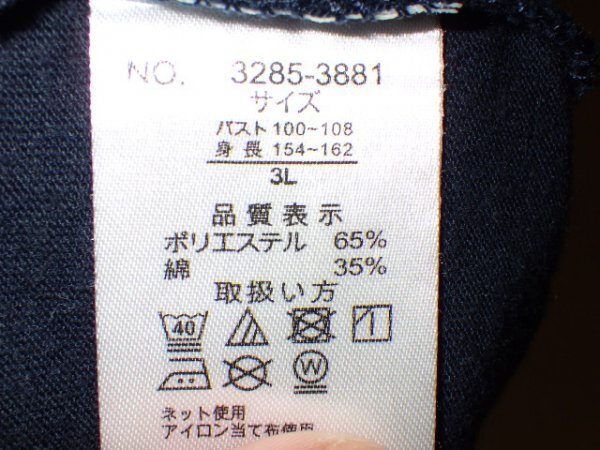 NO. 3285-3881
サイズ
バスト100~108
身長 154~162
3L
品質表示
ポリエステル 65%
綿 35%
取扱い方
40
W
ネット使用
アイロン当て布使用